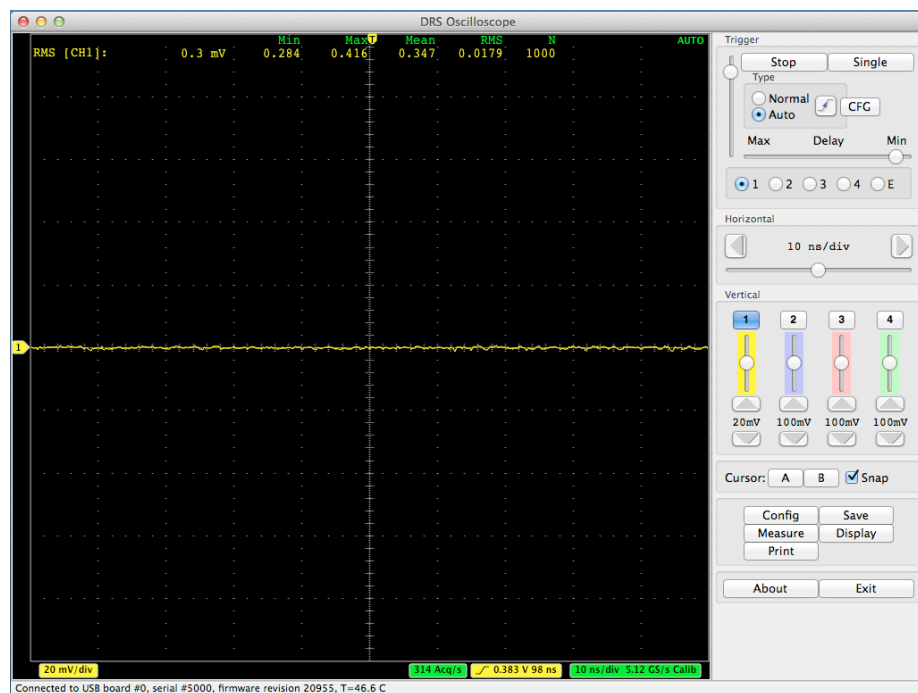 DRS Oscilloscope
Min Max T Mean RMS N AUTO
RMS [CH1]: 0.3 mV 0.284 0.416 0.347 0.0179 1000
1
20 mV/div 314 Acq/s 0.383 V 98 ns 10 ns/div 5.12 GS/s Calib
Trigger
Stop Single
Type
Normal
Auto
CFG
Max Delay Min
1 2 3 4 E
Horizontal
10 ns/div
Vertical
1 2 3 4
20mV 100mV 100mV 100mV
Cursor: A B Snap
Config Save
Measure Display
Print
About Exit
Connected to USB board #0, serial #5000, firmware revision 20955, T=46.6 C